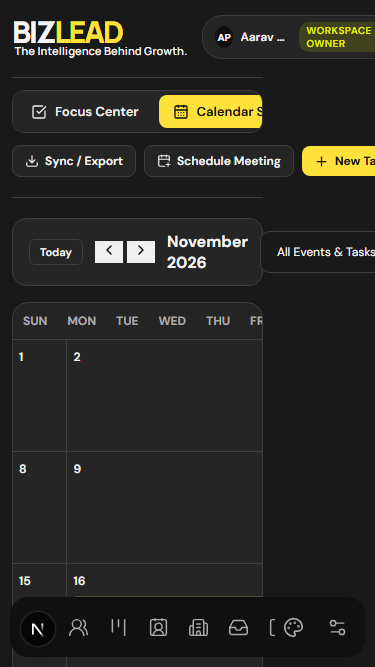 BIZLEAD
The Intelligence Behind Growth.
AP Aarav ... WORKSPACE OWNER
Focus Center Calendar S
Sync / Export Schedule Meeting New Ta
Today November 2026 All Events & Tasks
SUN MON TUE WED THU FR
1 2
8 9
15 16
N